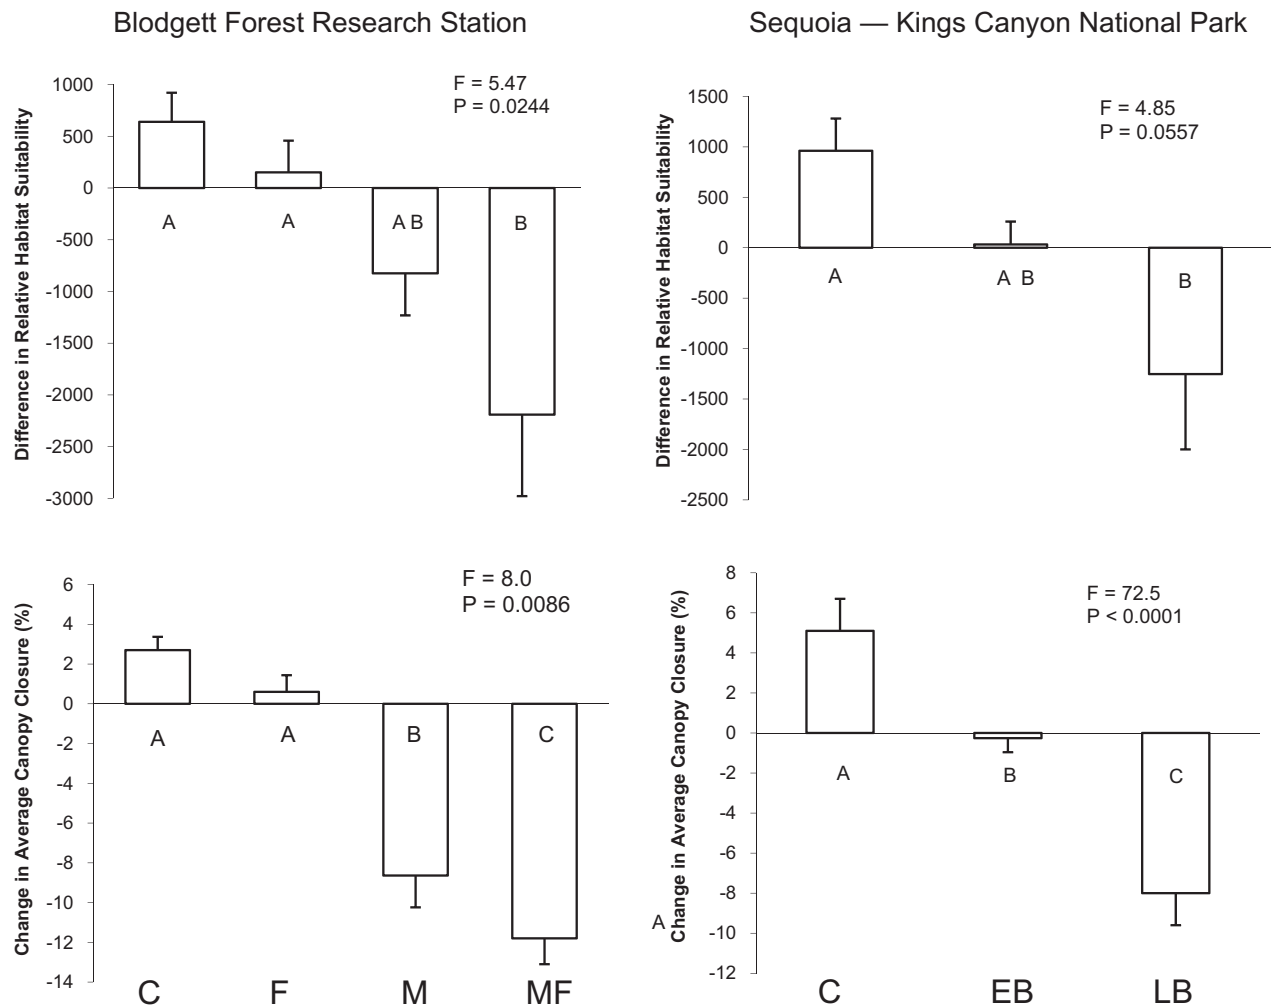 Blodgett Forest Research Station
Sequoia — Kings Canyon National Park
Difference in Relative Habitat Suitability
1000
500
0
-500
-1000
-1500
-2000
-2500
-3000
F = 5.47
P = 0.0244
A
A
A B
B
Difference in Relative Habitat Suitability
1500
1000
500
0
-500
-1000
-1500
-2000
-2500
F = 4.85
P = 0.0557
A
A B
B
Change in Average Canopy Closure (%)
6
4
2
0
-2
-4
-6
-8
-10
-12
-14
F = 8.0
P = 0.0086
A
A
B
C
C
F
M
MF
A
Change in Average Canopy Closure (%)
8
6
4
2
0
-2
-4
-6
-8
-10
-12
F = 72.5
P < 0.0001
A
B
C
C
EB
LB